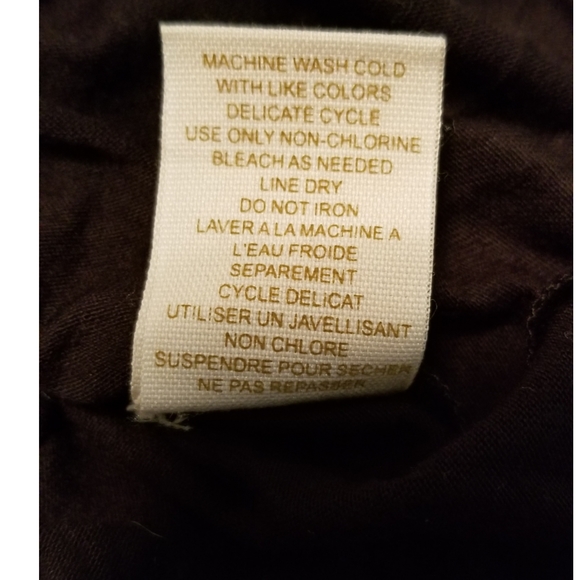 MACHINE WASH COLD
WITH LIKE COLORS
DELICATE CYCLE
USE ONLY NON-CHLORINE
BLEACH AS NEEDED
LINE DRY
DO NOT IRON
LAVER A LA MACHINE A
L'EAU FROIDE
SEPAREMENT
CYCLE DELICAT
UTILISER UN JAVELLISANT
NON CHLORE
SUSPENDRE POUR SECHER
NE PAS REPASSER